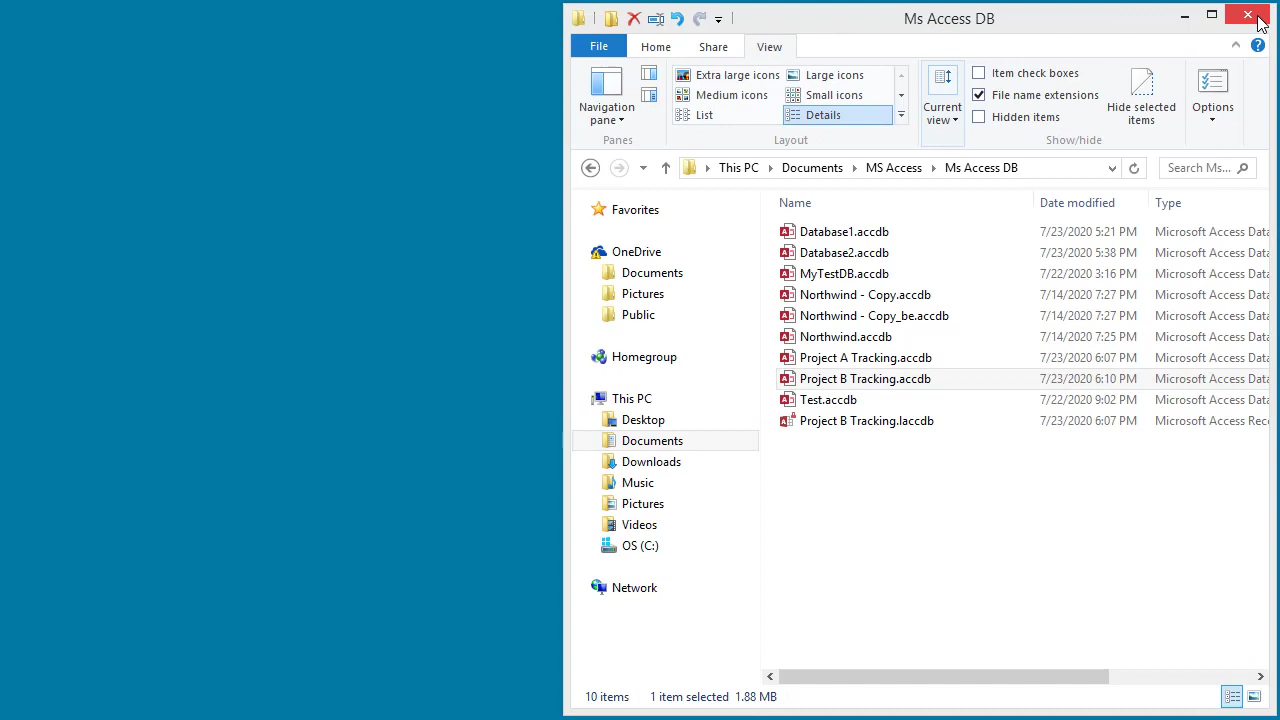 Ms Access DB
File Home Share View
Navigation pane
Extra large icons Large icons
Medium icons Small icons
List Details
Current view
Item check boxes
File name extensions
Hidden items
Hide selected items
Options
Panes Layout Show/hide
This PC Documents MS Access Ms Access DB Search Ms...
Favorites
OneDrive
Documents
Pictures
Public
Homegroup
This PC
Desktop
Documents
Downloads
Music
Pictures
Videos
OS (C:)
Network
Name Date modified Type
Database1.accdb 7/23/2020 5:21 PM Microsoft Access Data
Database2.accdb 7/23/2020 5:38 PM Microsoft Access Data
MyTestDB.accdb 7/22/2020 3:16 PM Microsoft Access Data
Northwind - Copy.accdb 7/14/2020 7:27 PM Microsoft Access Data
Northwind - Copy_be.accdb 7/14/2020 7:27 PM Microsoft Access Data
Northwind.accdb 7/14/2020 7:25 PM Microsoft Access Data
Project A Tracking.accdb 7/23/2020 6:07 PM Microsoft Access Data
Project B Tracking.accdb 7/23/2020 6:10 PM Microsoft Access Data
Test.accdb 7/22/2020 9:02 PM Microsoft Access Data
Project B Tracking.laccdb 7/23/2020 6:07 PM Microsoft Access Reco
10 items 1 item selected 1.88 MB